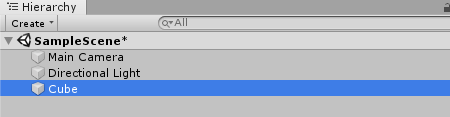 Hierarchy
Create All
SampleScene*
Main Camera
Directional Light
Cube